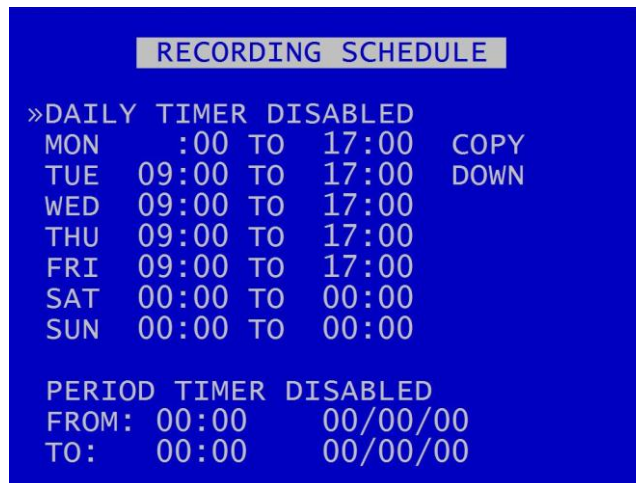 RECORDING SCHEDULE
»DAILY TIMER DISABLED
MON :00 TO 17:00 COPY
TUE 09:00 TO 17:00 DOWN
WED 09:00 TO 17:00
THU 09:00 TO 17:00
FRI 09:00 TO 17:00
SAT 00:00 TO 00:00
SUN 00:00 TO 00:00
PERIOD TIMER DISABLED
FROM: 00:00 00/00/00
TO: 00:00 00/00/00